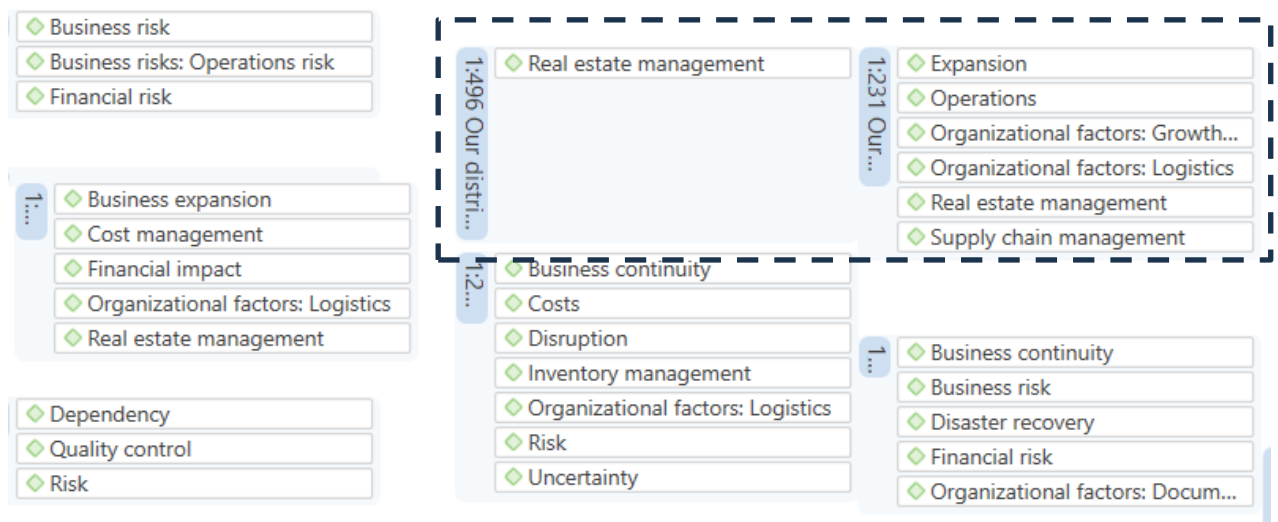 Business risk
Business risks: Operations risk
Financial risk
1:...
Business expansion
Cost management
Financial impact
Organizational factors: Logistics
Real estate management
Dependency
Quality control
Risk
1:496 Our distri...
Real estate management
1:2...
Business continuity
Costs
Disruption
Inventory management
Organizational factors: Logistics
Risk
Uncertainty
1:231 Our...
Expansion
Operations
Organizational factors: Growth...
Organizational factors: Logistics
Real estate management
Supply chain management
1...
Business continuity
Business risk
Disaster recovery
Financial risk
Organizational factors: Docum...